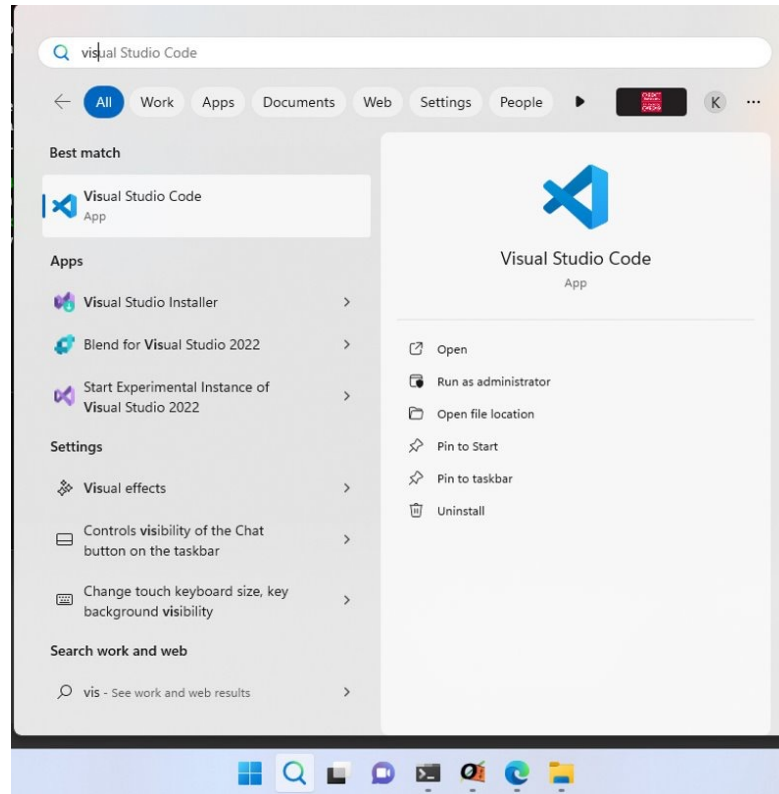 visual Studio Code
All Work Apps Documents Web Settings People K
Best match
Visual Studio Code
App
Apps
Visual Studio Installer
Blend for Visual Studio 2022
Start Experimental Instance of
Visual Studio 2022
Settings
Visual effects
Controls visibility of the Chat
button on the taskbar
Change touch keyboard size, key
background visibility
Search work and web
vis - See work and web results
Visual Studio Code
App
Open
Run as administrator
Open file location
Pin to Start
Pin to taskbar
Uninstall